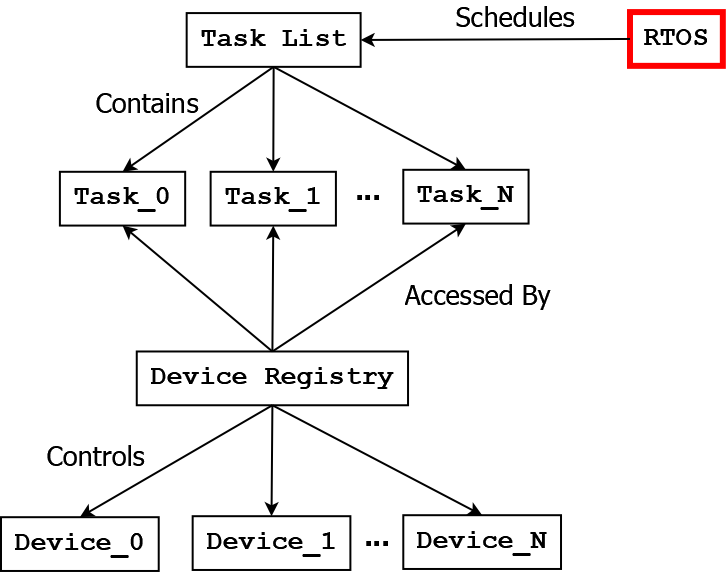 Schedules
Task List
RTOS
Contains
Task_0
Task_1
...
Task_N
Accessed By
Device Registry
Controls
Device_0
Device_1
...
Device_N